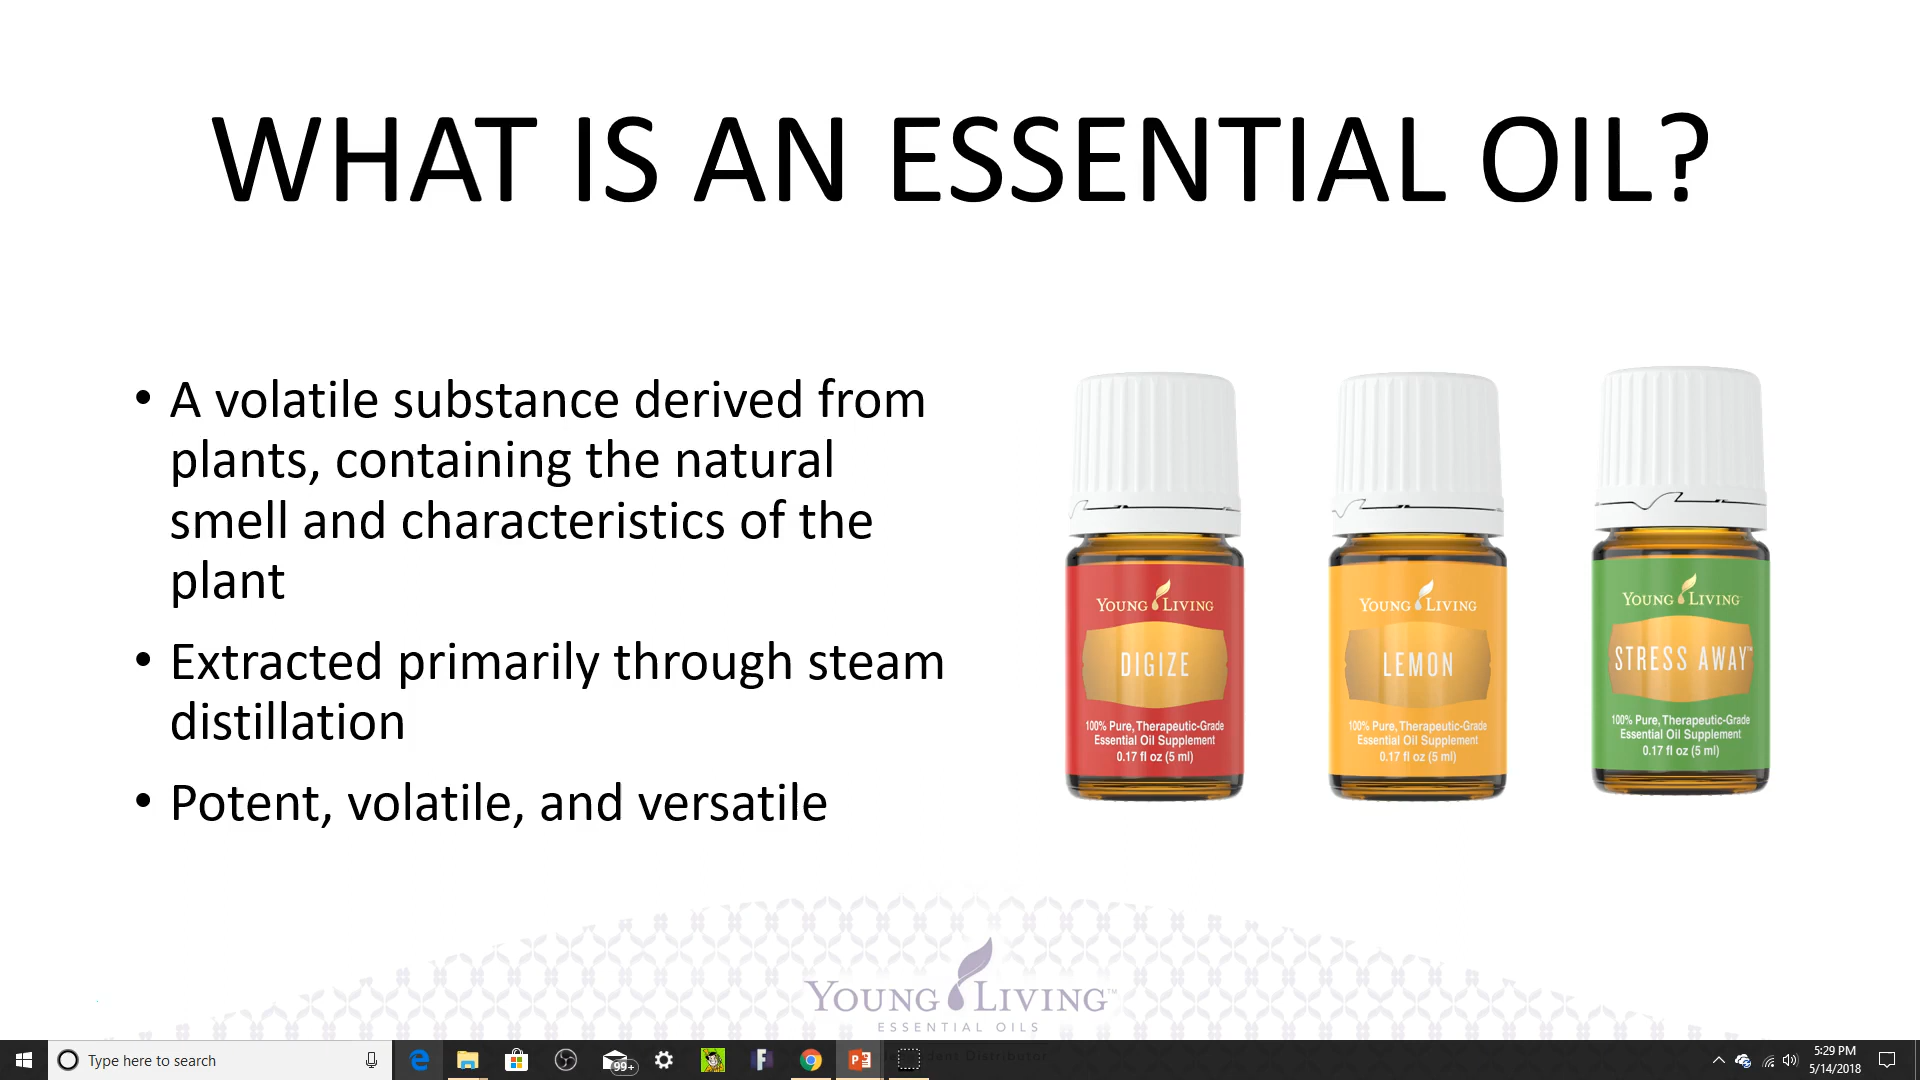 WHAT IS AN ESSENTIAL OIL?
• A volatile substance derived from
plants, containing the natural
smell and characteristics of the
plant
• Extracted primarily through steam
distillation
• Potent, volatile, and versatile
YOUNG LIVING
DIGIZE
100% Pure, Therapeutic-Grade
Essential Oil Supplement
0.17 fl oz (5 ml)
YOUNG LIVING
LEMON
100% Pure, Therapeutic-Grade
Essential Oil Supplement
0.17 fl oz (5 ml)
YOUNG LIVING
STRESS AWAY™
100% Pure, Therapeutic-Grade
Essential Oil Supplement
0.17 fl oz (5 ml)
YOUNG LIVING™
ESSENTIAL OILS
Type here to search
99+
Distributor
5:29 PM
5/14/2018